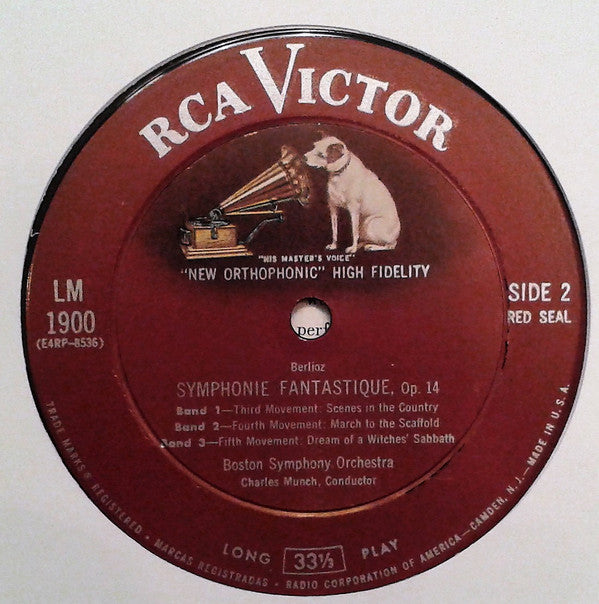 RCA VICTOR
"HIS MASTER'S VOICE"
"NEW ORTHOPHONIC" HIGH FIDELITY
LM
1900
(E4RP-8536)
SIDE 2
RED SEAL
perf
Berlioz
SYMPHONIE FANTASTIQUE, Op. 14
Band 1—Third Movement: Scenes in the Country
Band 2—Fourth Movement: March to the Scaffold
Band 3—Fifth Movement: Dream of a Witches' Sabbath
Boston Symphony Orchestra
Charles Munch, Conductor
LONG 33⅓ PLAY
TRADE MARKS® REGISTERED - MARCAS REGISTRADAS - RADIO CORPORATION OF AMERICA—CAMDEN, N. J.—MADE IN U.S.A.